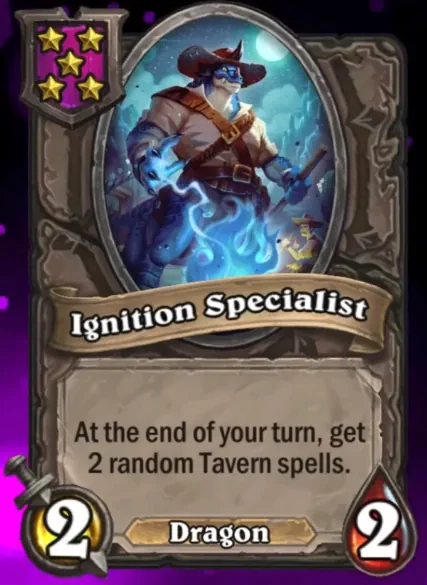 Ignition Specialist
At the end of your turn, get
2 random Tavern spells.
2
Dragon
2